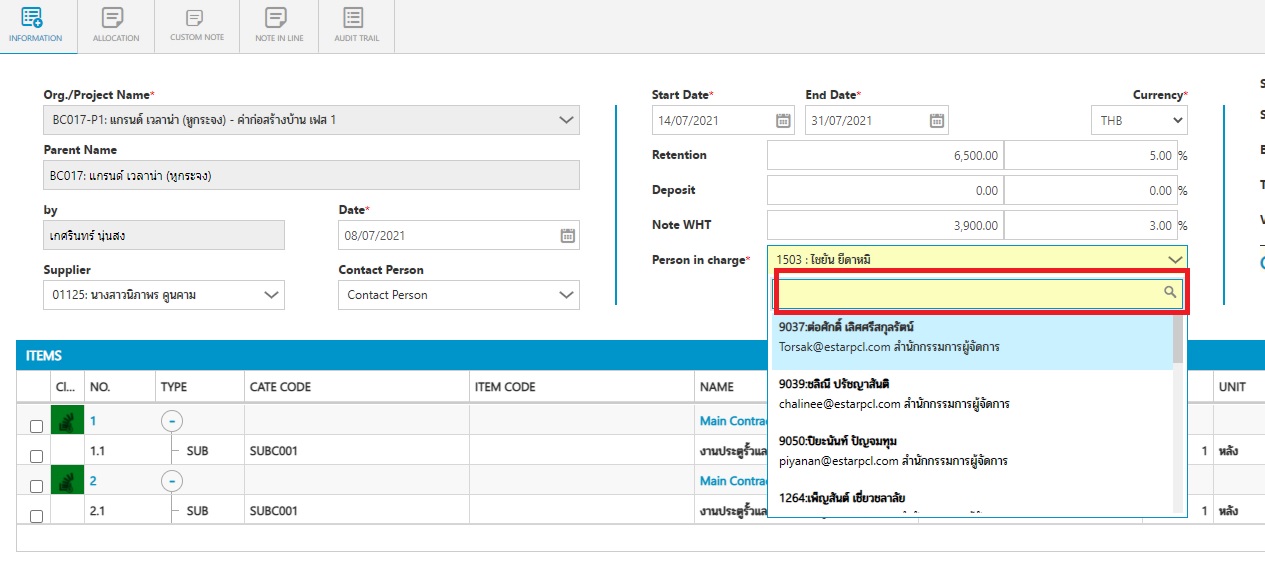 INFORMATION
ALLOCATION
CUSTOM NOTE
NOTE IN LINE
AUDIT TRAIL
Org./Project Name*
BC017-P1: แกรนด์ เวลาน่า (หูกระจง) - ค่าก่อสร้างบ้าน เฟส 1
Parent Name
BC017: แกรนด์ เวลาน่า (หูกระจง)
by
เกศรินทร์ นุ่นสง
Date*
08/07/2021
Supplier
01125: นางสาวนิภาพร คูนคาม
Contact Person
Contact Person
Start Date*
14/07/2021
End Date*
31/07/2021
Currency*
THB
Retention 6,500.00 5.00 %
Deposit 0.00 0.00 %
Note WHT 3,900.00 3.00 %
Person in charge* 1503 : ไชยัน ยีดาหมิ
9037:ต่อศักดิ์ เลิศศรีสกุลรัตน์
Torsak@estarpcl.com สำนักกรรมการผู้จัดการ
9039:ชลิณี ปรัชญาสันติ
chalinee@estarpcl.com สำนักกรรมการผู้จัดการ
9050:ปิยะนันท์ ปัญจมทุม
piyanan@estarpcl.com สำนักกรรมการผู้จัดการ
1264:เพ็ญสันต์ เชี่ยวชลาลัย
ITEMS
Cl... NO. TYPE CATE CODE ITEM CODE NAME UNIT
1 - Main Contra
1.1 SUB SUBC001 งานประตูรั้วแล 1 หลัง
2 - Main Contra
2.1 SUB SUBC001 งานประตูรั้วแล 1 หลัง